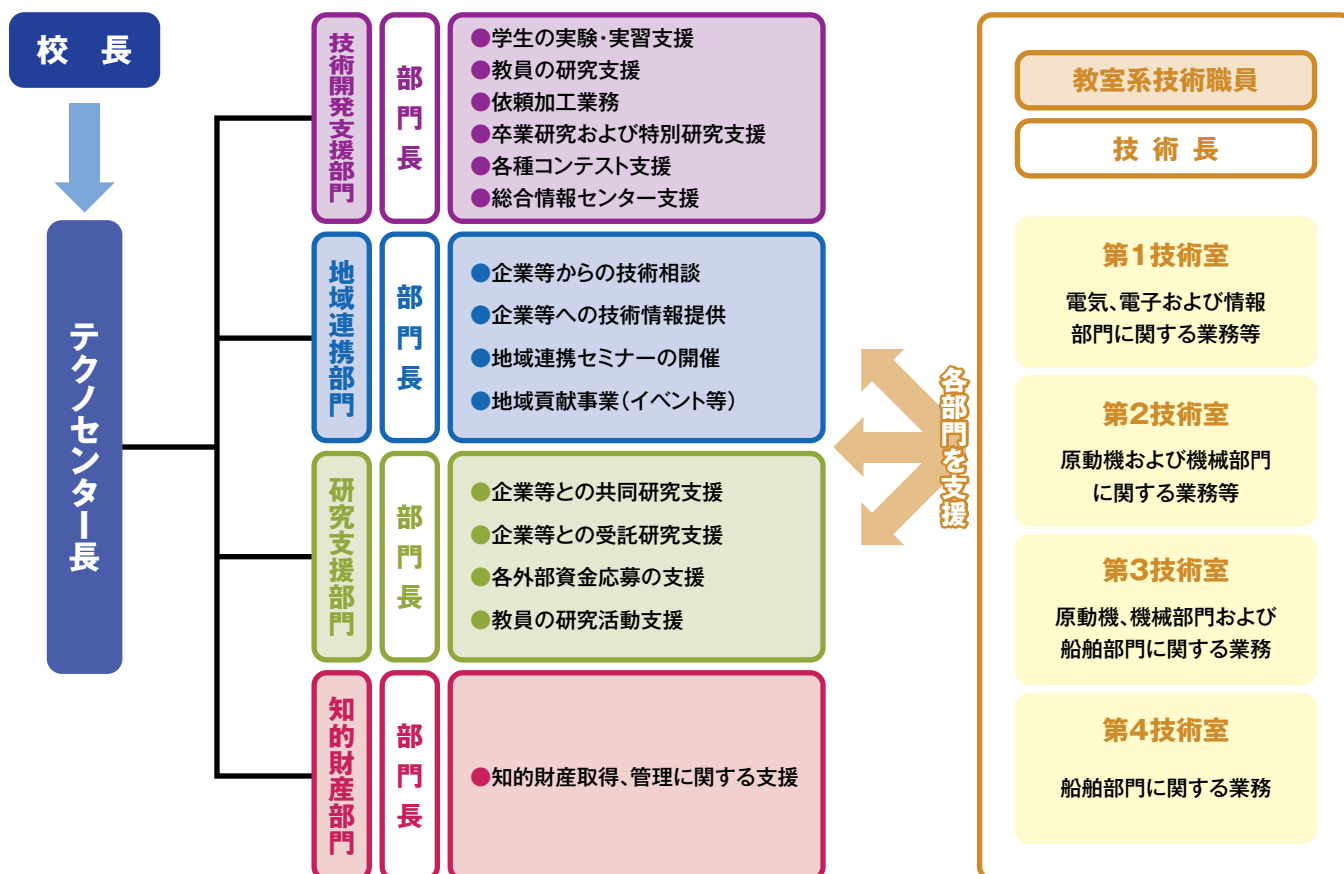 校長
テクノセンター長
技術開発支援部門
部門長
●学生の実験・実習支援
●教員の研究支援
●依頼加工業務
●卒業研究および特別研究支援
●各種コンテスト支援
●総合情報センター支援
地域連携部門
部門長
●企業等からの技術相談
●企業等への技術情報提供
●地域連携セミナーの開催
●地域貢献事業(イベント等)
研究支援部門
部門長
●企業等との共同研究支援
●企業等との受託研究支援
●各外部資金応募の支援
●教員の研究活動支援
知的財産部門
部門長
●知的財産取得、管理に関する支援
各部門を支援
教室系技術職員
技術長
第1技術室
電気、電子および情報
部門に関する業務等
第2技術室
原動機および機械部門
に関する業務等
第3技術室
原動機、機械部門および
船舶部門に関する業務
第4技術室
船舶部門に関する業務